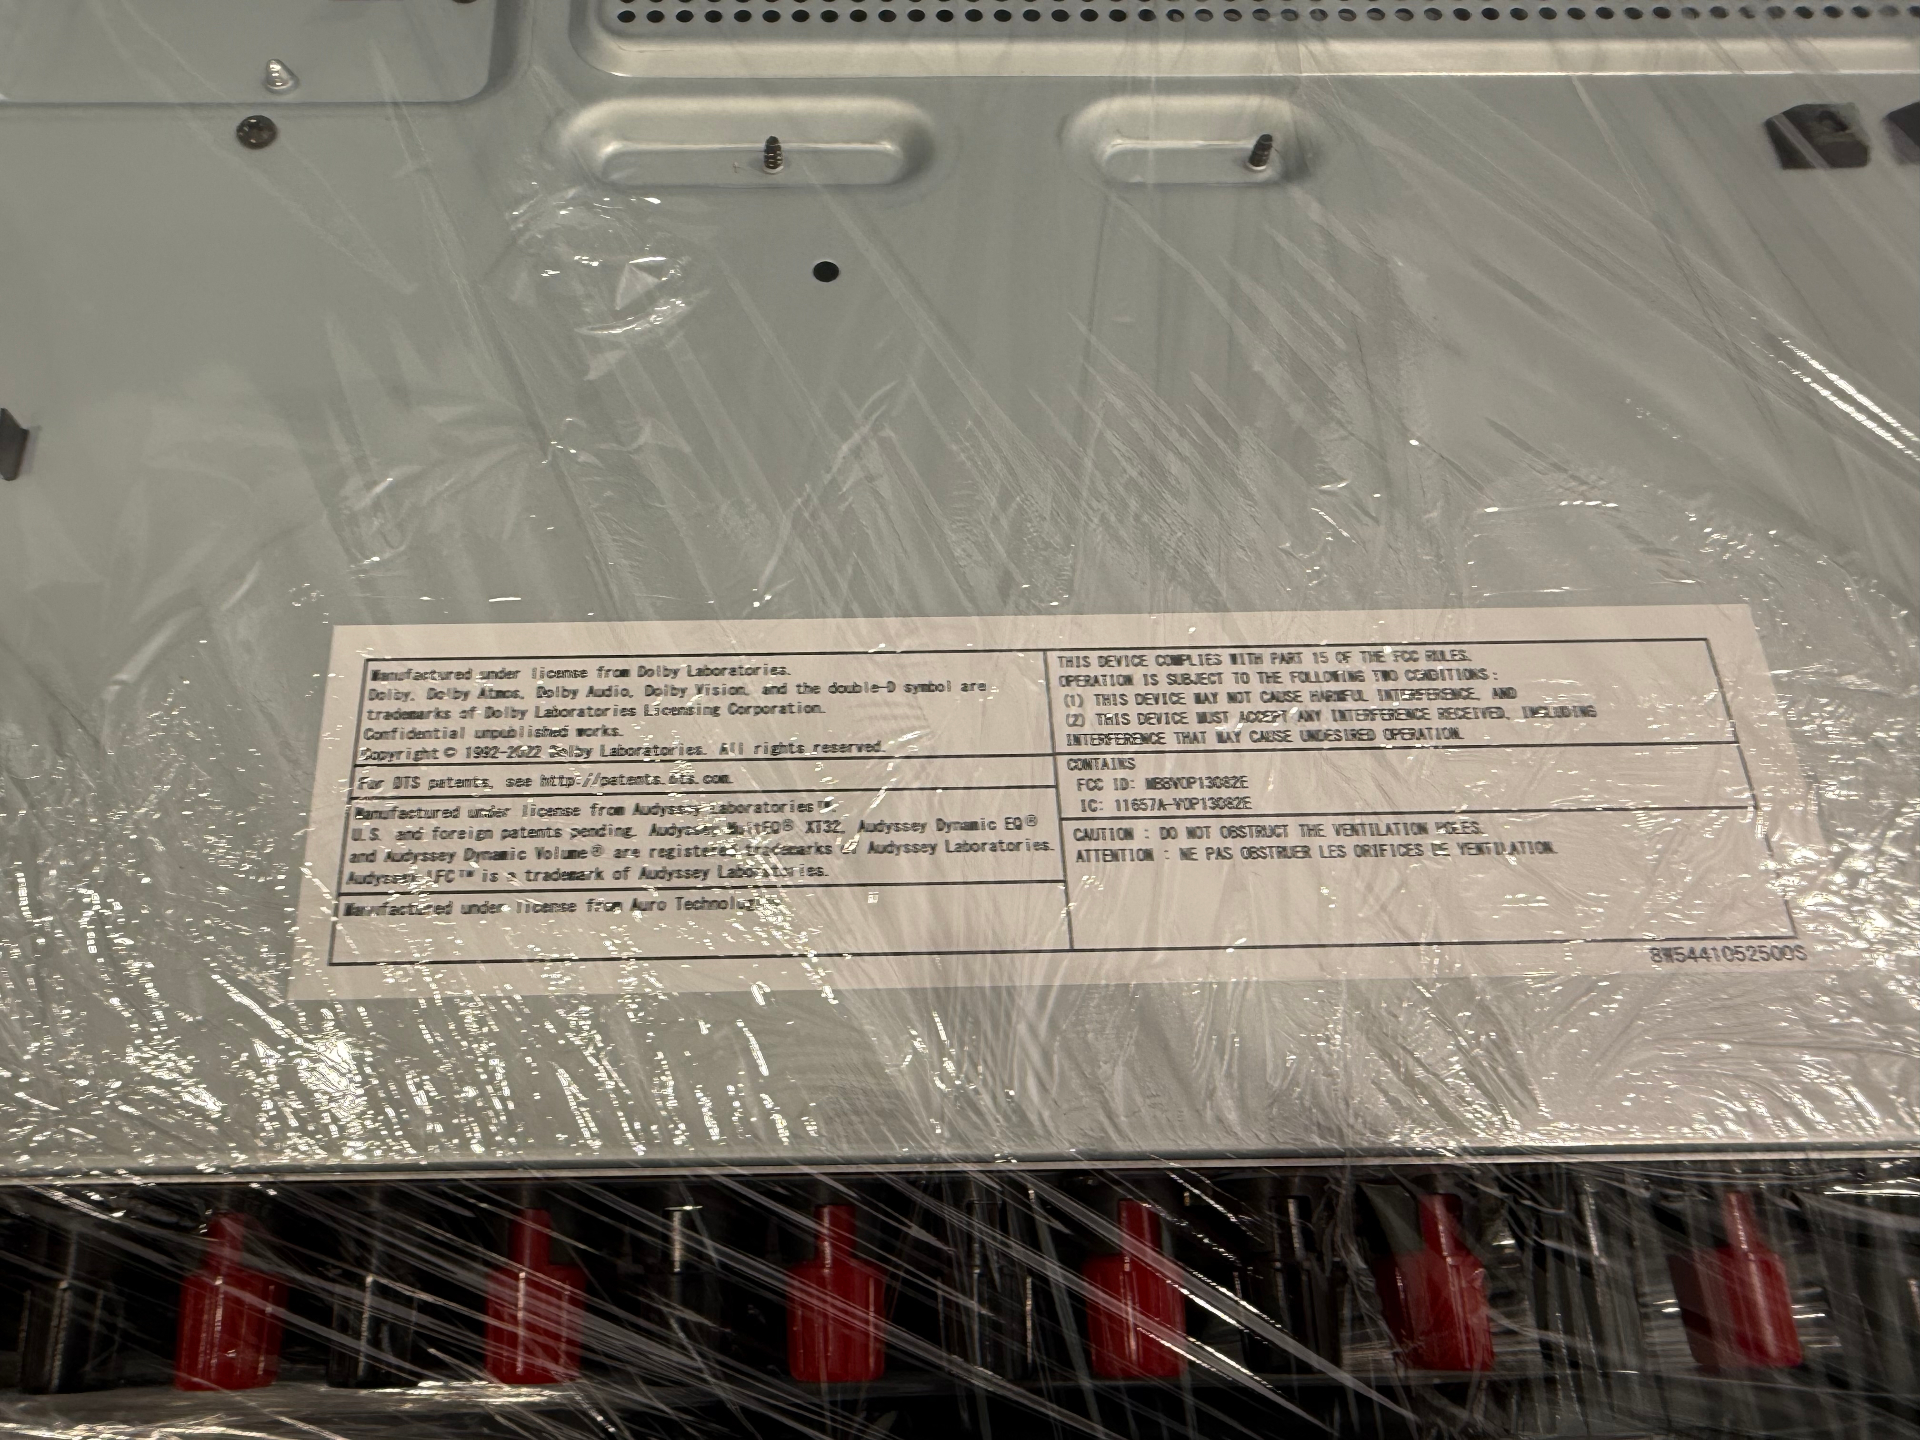 Manufactured under license from Dolby Laboratories.
Dolby, Dolby Atmos, Dolby Audio, Dolby Vision, and the double-D symbol are
trademarks of Dolby Laboratories Licensing Corporation.
Confidential unpublished works.
Copyright © 1992-2022 Dolby Laboratories. All rights reserved.
For DTS patents, see http://patents.dts.com
Manufactured under license from Audyssey Laboratories™
U.S. and foreign patents pending. Audyssey MultEQ® XT32, Audyssey Dynamic EQ®
and Audyssey Dynamic Volume® are registered trademarks of Audyssey Laboratories.
Audyssey LFC™ is a trademark of Audyssey Laboratories.
Manufactured under license from Auro
THIS DEVICE COMPLIES WITH PART 15 OF THE FCC RULES.
OPERATION IS SUBJECT TO THE FOLLOWING TWO CONDITIONS:
(1) THIS DEVICE MAY NOT CAUSE HARMFUL INTERFERENCE, AND
(2) THIS DEVICE MUST ACCEPT ANY INTERFERENCE RECEIVED, INCLUDING
INTERFERENCE THAT MAY CAUSE UNDESIRED OPERATION.
CONTAINS
FCC ID:
IC: 11657A-YOP13082E
CAUTION : DO NOT OBSTRUCT THE VENTILATION HOLES.
ATTENTION : NE PAS OBSTRUER LES ORIFICES DE VENTILATION.
8W5441052500S